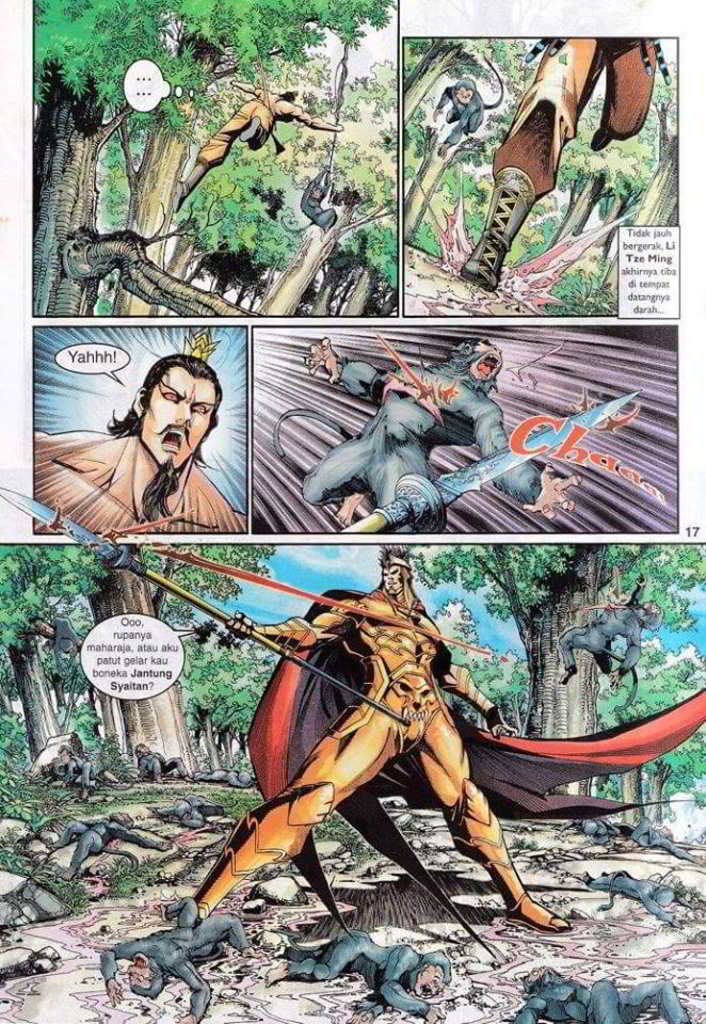 ...
...
Tidak jauh
bergerak, Li
Tze Ming
akhirnya tiba
di tempat
datangnya
darah...
Yahhh!
Chaaa
17
Ooo,
rupanya
maharaja, atau aku
patut gelar kau
boneka Jantung
Syaitan?